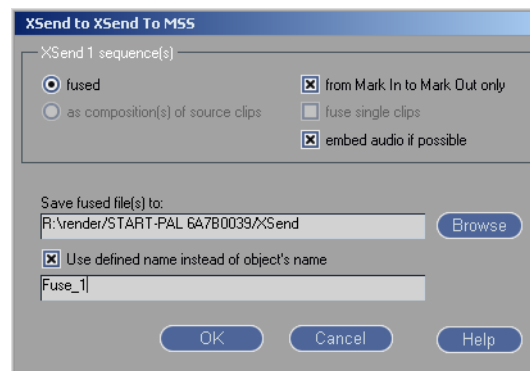 XSend to XSend To MSS
XSend 1 sequence(s)
fused
from Mark In to Mark Out only
as composition(s) of source clips
fuse single clips
embed audio if possible
Save fused file(s) to:
R:\render/START-PAL 6A7B0039/XSend
Browse
Use defined name instead of object's name
Fuse_1
OK
Cancel
Help